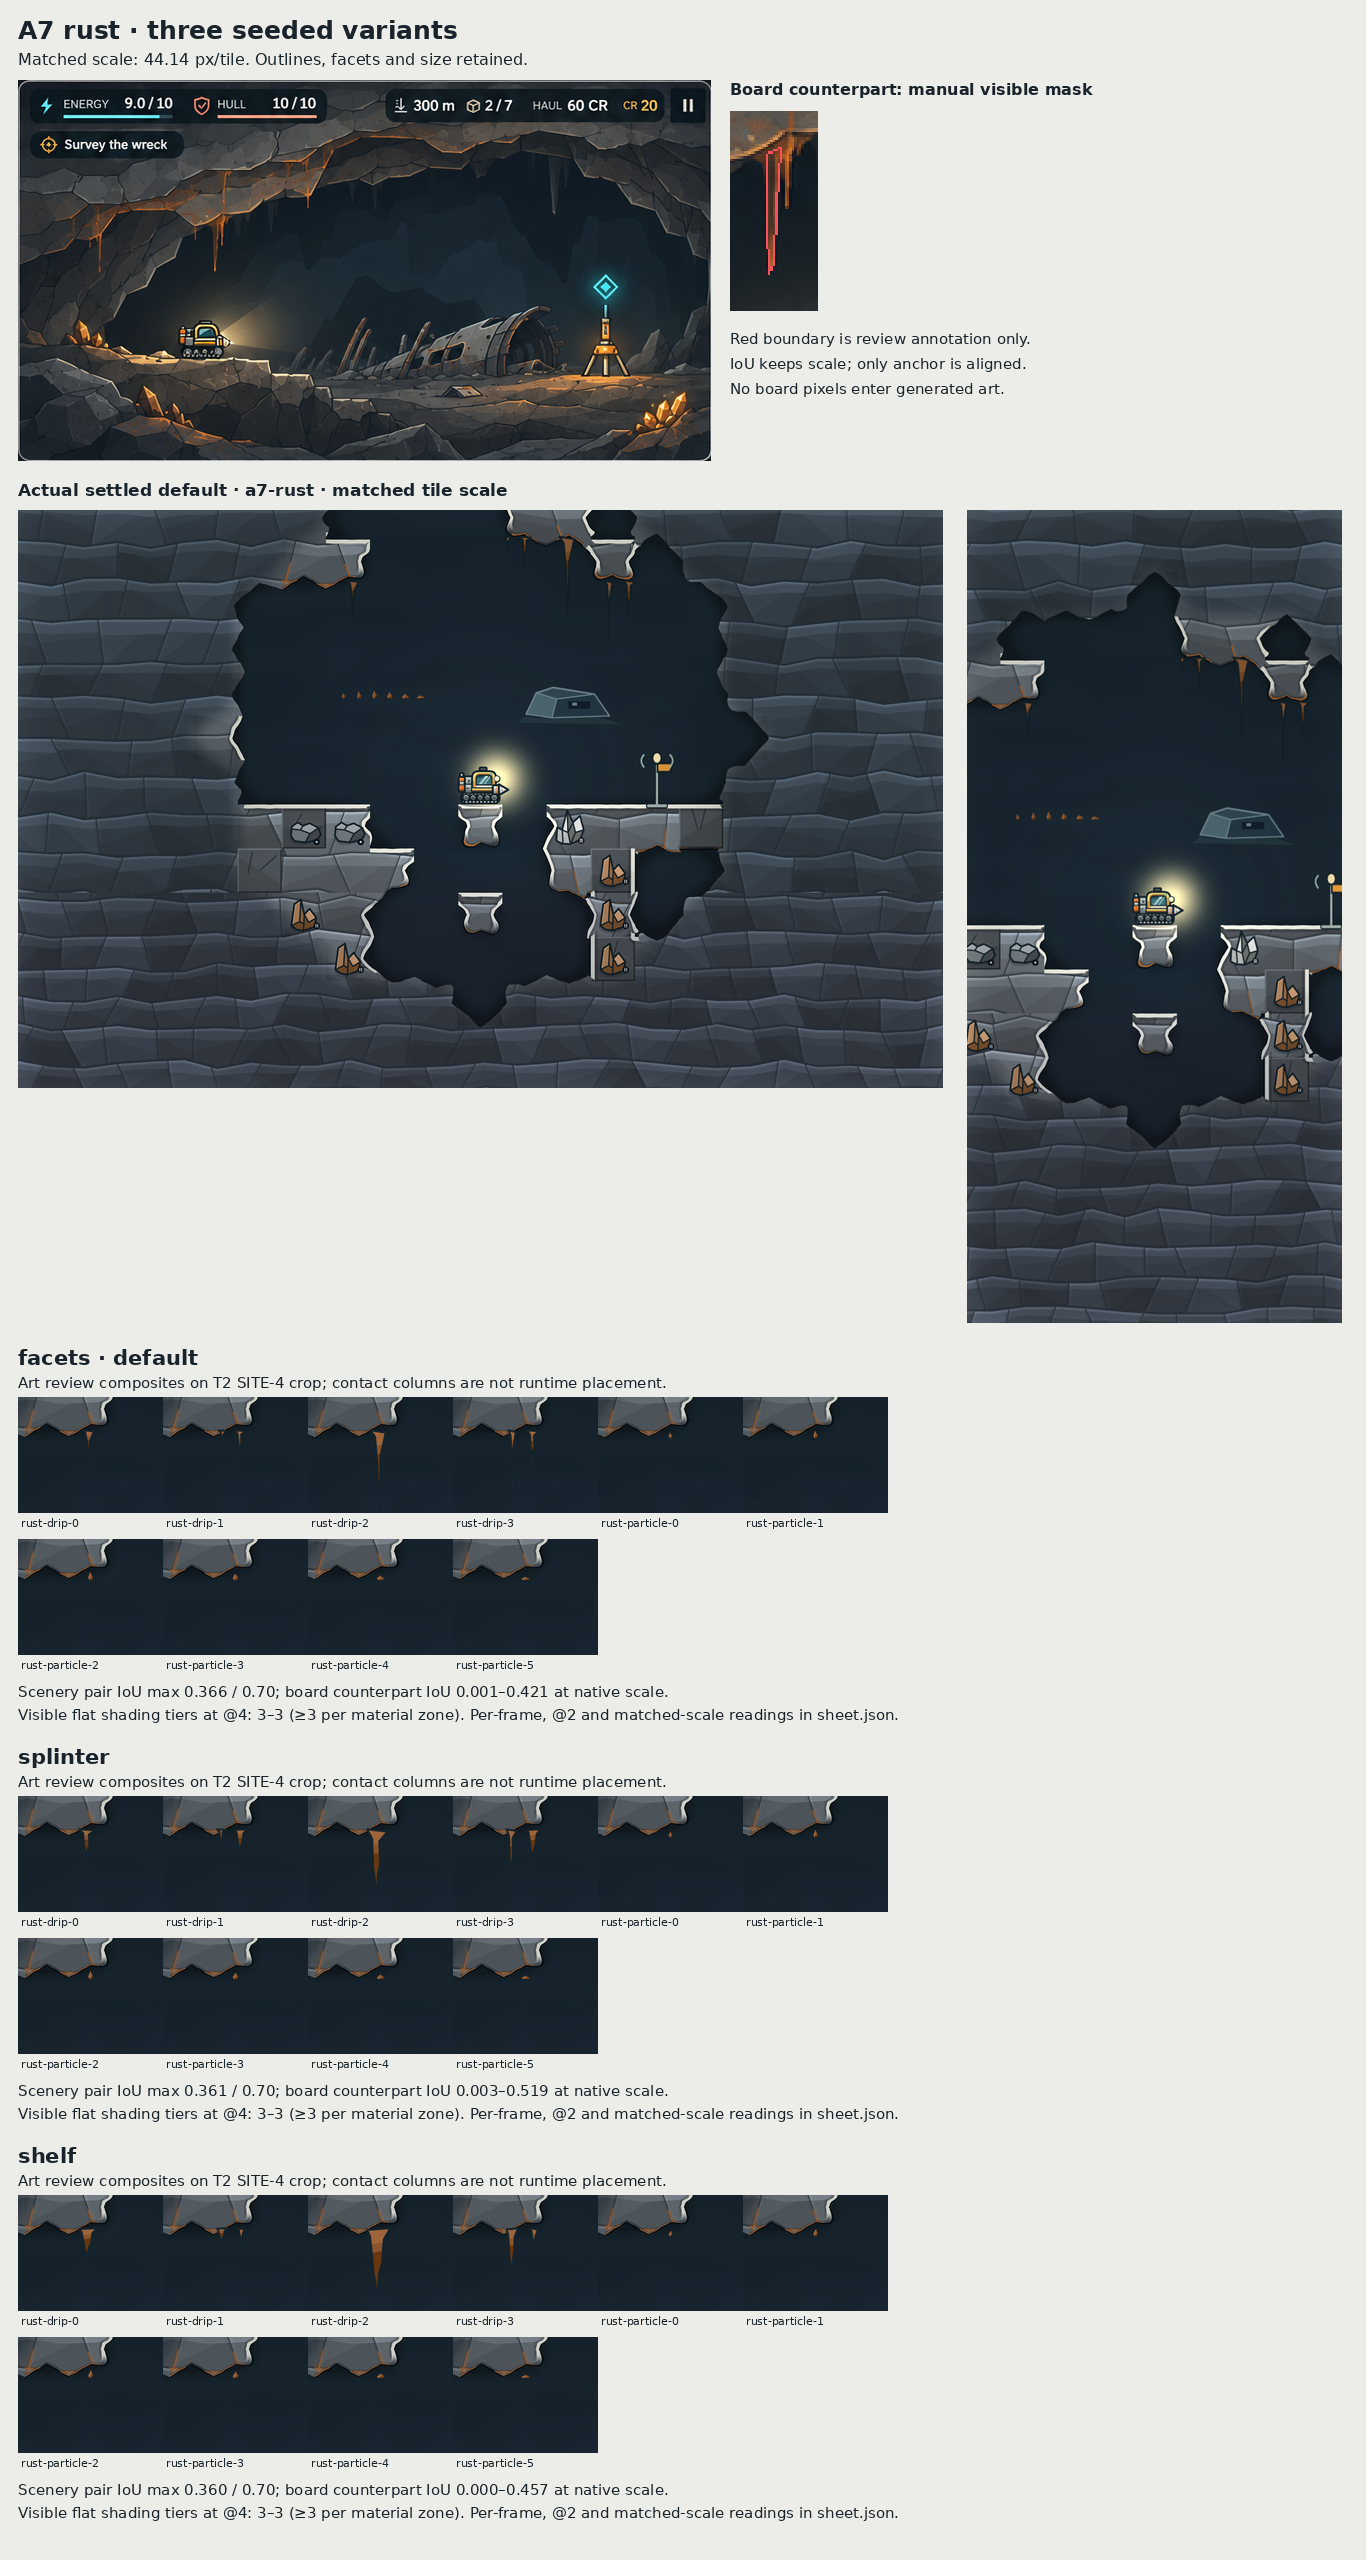 A7 rust · three seeded variants
Matched scale: 44.14 px/tile. Outlines, facets and size retained.
ENERGY 9.0 / 10 HULL 10 / 10 300 m 2 / 7 HAUL 60 CR CR 20
Survey the wreck
Board counterpart: manual visible mask
Red boundary is review annotation only.
IoU keeps scale; only anchor is aligned.
No board pixels enter generated art.
Actual settled default · a7-rust · matched tile scale
facets · default
Art review composites on T2 SITE-4 crop; contact columns are not runtime placement.
rust-drip-0 rust-drip-1 rust-drip-2 rust-drip-3 rust-particle-0 rust-particle-1
rust-particle-2 rust-particle-3 rust-particle-4 rust-particle-5
Scenery pair IoU max 0.366 / 0.70; board counterpart IoU 0.001–0.421 at native scale.
Visible flat shading tiers at @4: 3–3 (≥3 per material zone). Per-frame, @2 and matched-scale readings in sheet.json.
splinter
Art review composites on T2 SITE-4 crop; contact columns are not runtime placement.
rust-drip-0 rust-drip-1 rust-drip-2 rust-drip-3 rust-particle-0 rust-particle-1
rust-particle-2 rust-particle-3 rust-particle-4 rust-particle-5
Scenery pair IoU max 0.361 / 0.70; board counterpart IoU 0.003–0.519 at native scale.
Visible flat shading tiers at @4: 3–3 (≥3 per material zone). Per-frame, @2 and matched-scale readings in sheet.json.
shelf
Art review composites on T2 SITE-4 crop; contact columns are not runtime placement.
rust-drip-0 rust-drip-1 rust-drip-2 rust-drip-3 rust-particle-0 rust-particle-1
rust-particle-2 rust-particle-3 rust-particle-4 rust-particle-5
Scenery pair IoU max 0.360 / 0.70; board counterpart IoU 0.000–0.457 at native scale.
Visible flat shading tiers at @4: 3–3 (≥3 per material zone). Per-frame, @2 and matched-scale readings in sheet.json.